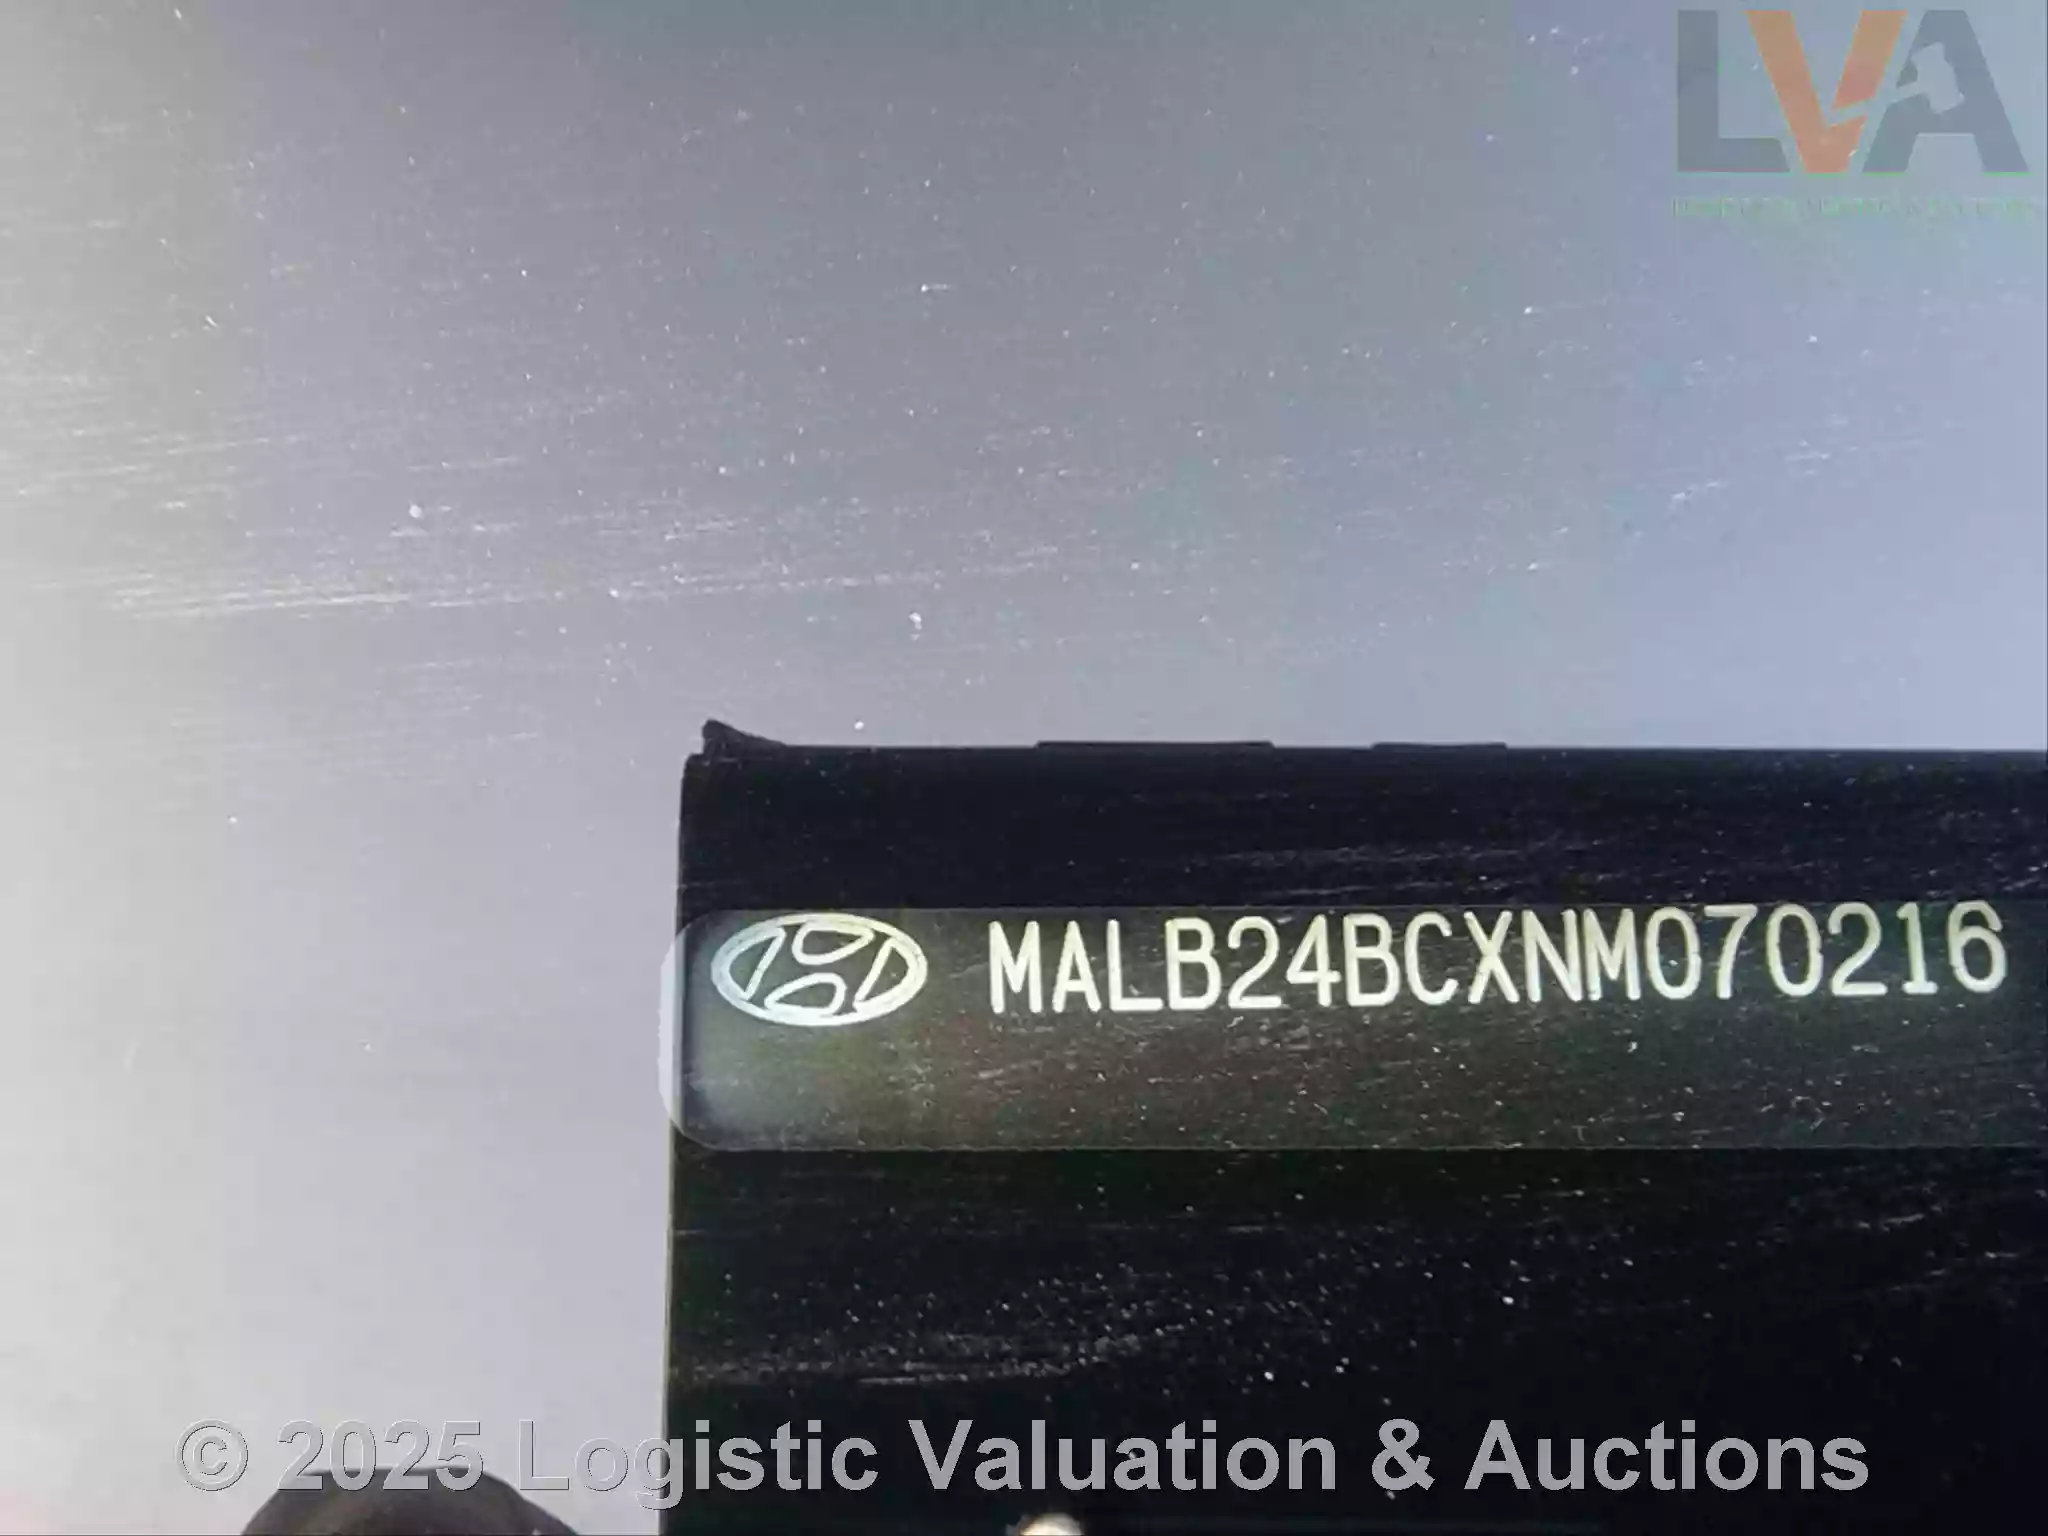 LVA
MALB24BCXNM070216
© 2025 Logistic Valuation & Auctions